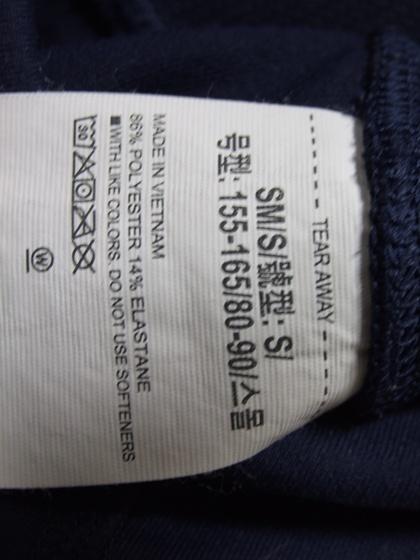 TEAR AWAY
SM/S/號型: S/
号型: 155-165/80-90/스몰
MADE IN VIETNAM
86% POLYESTER 14% ELASTANE
■WITH LIKE COLORS. DO NOT USE SOFTENERS
30
W